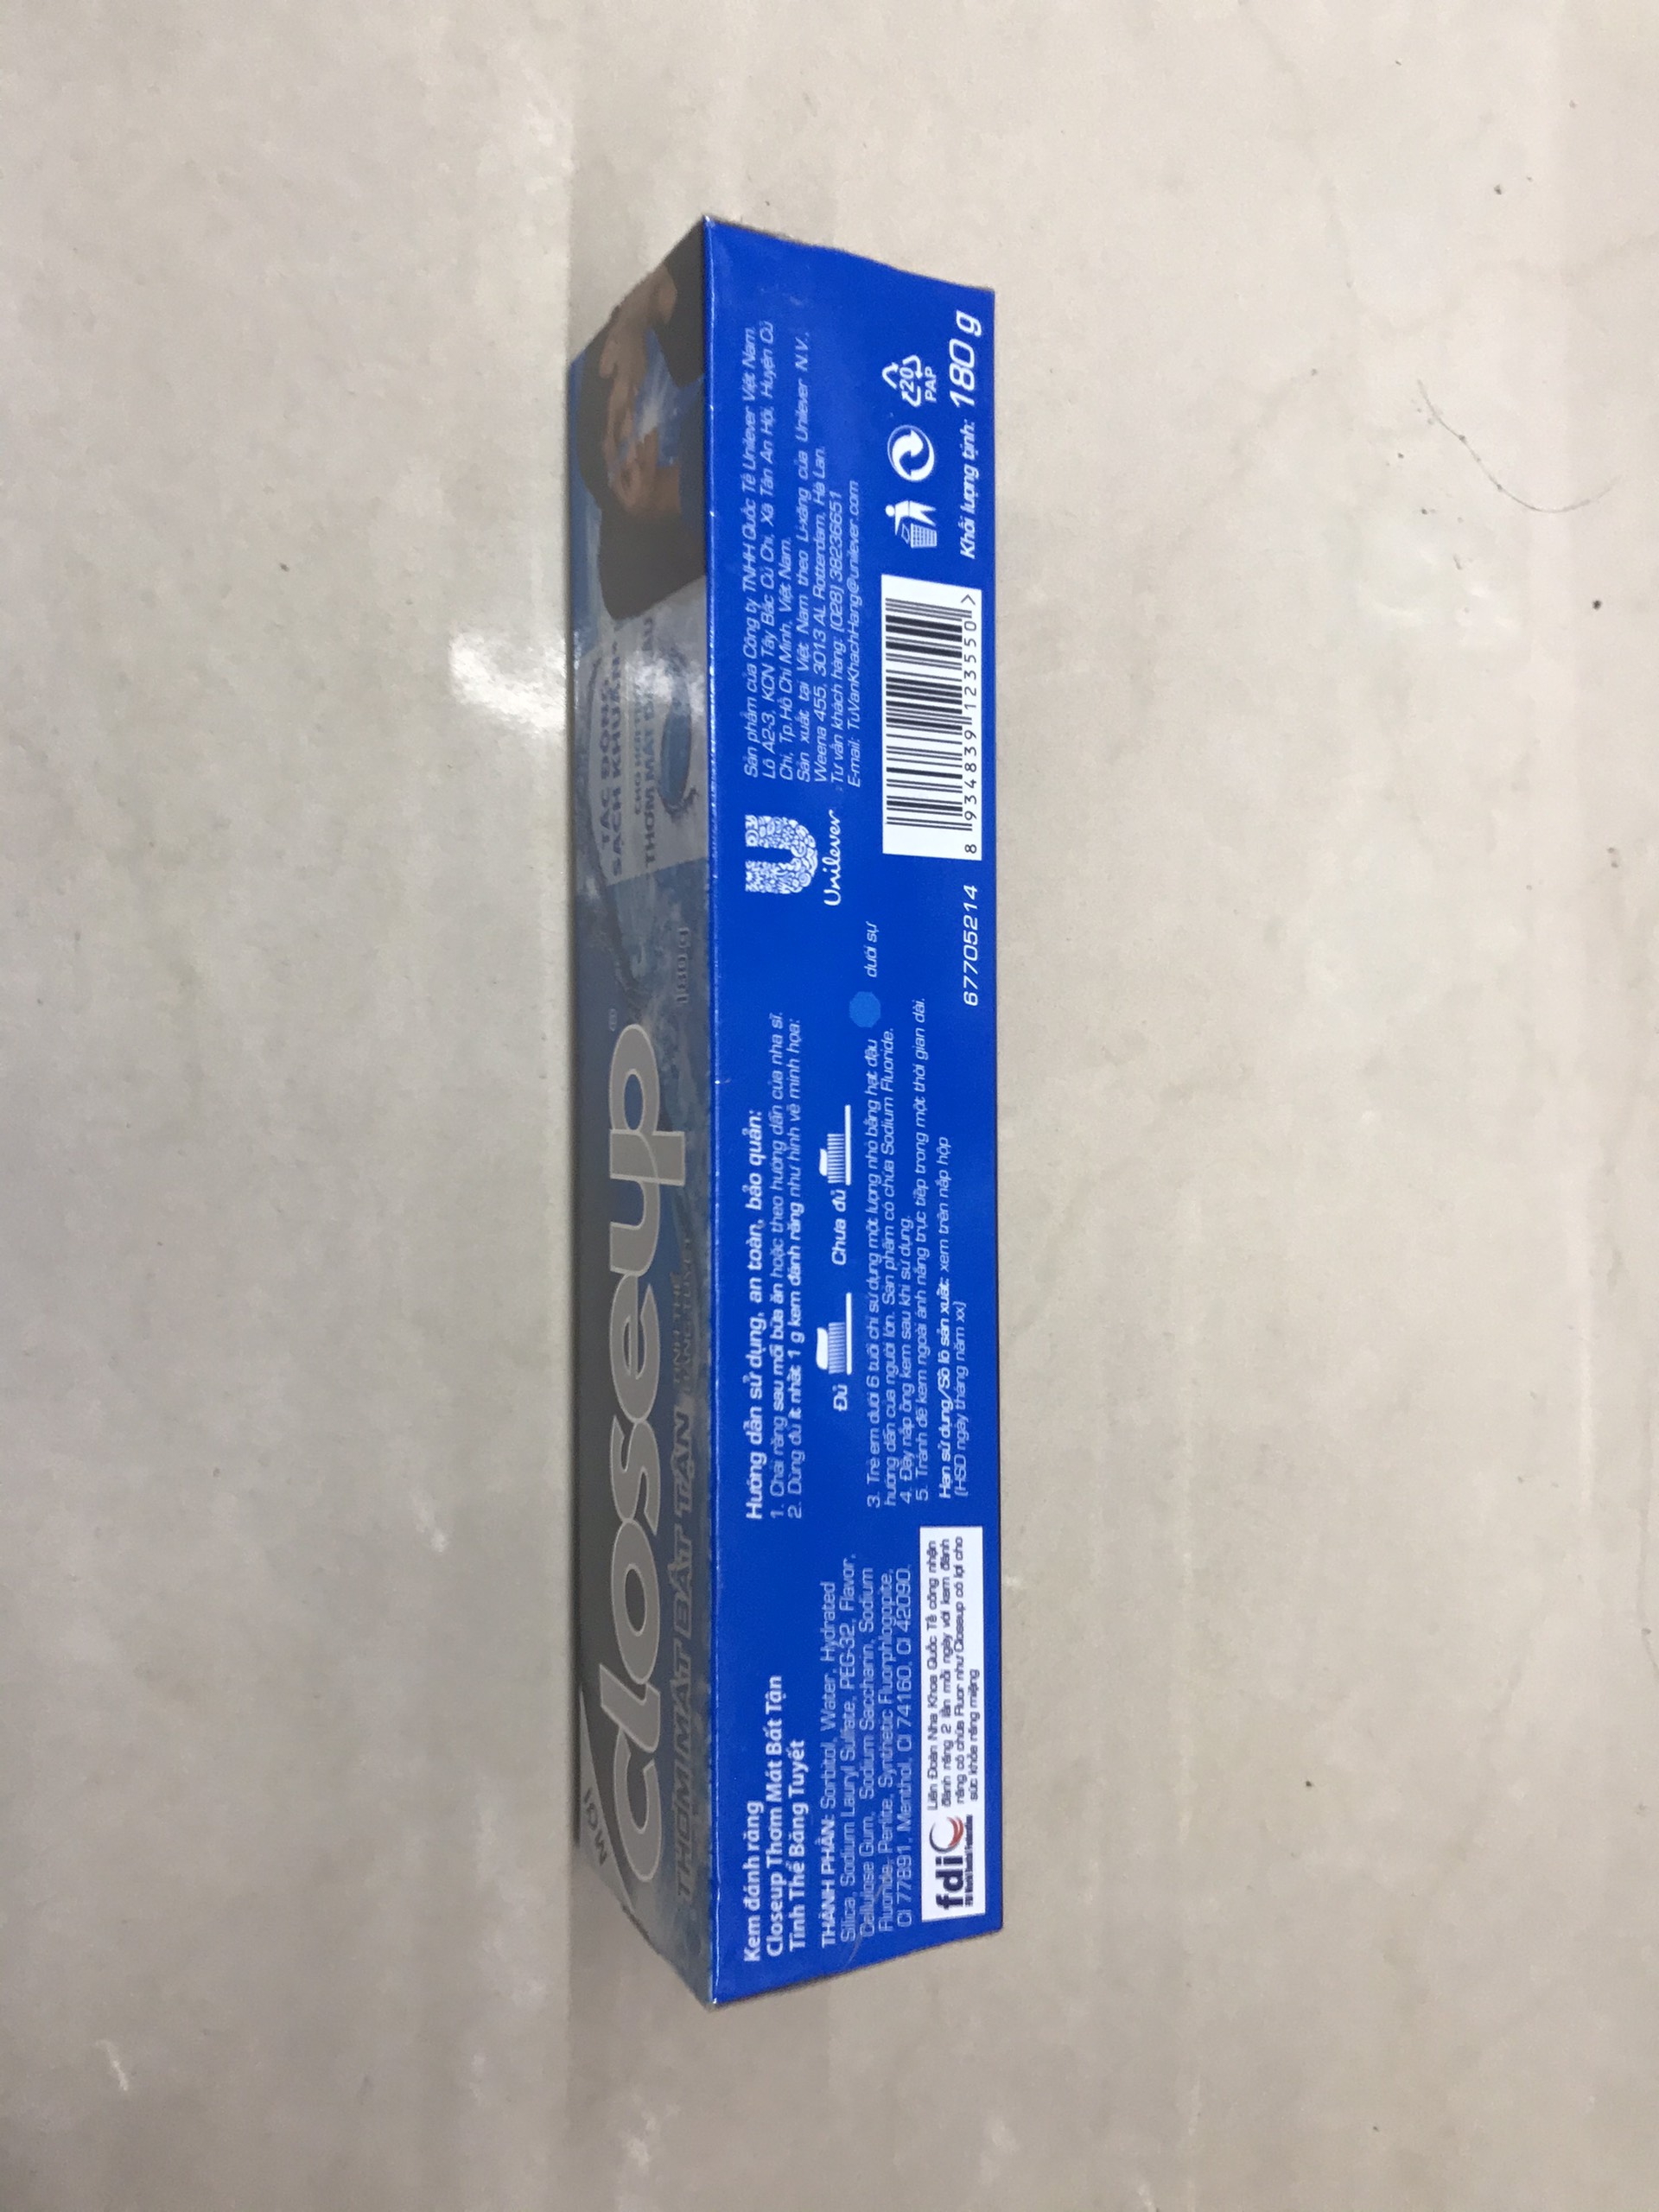 MỚI
closeup®
THƠM MÁT BẤT TẬN
TINH THỂ
BĂNG TUYẾT
180 g
TÁC ĐỘNG
SẠCH KHUẨN*
CHO HƠI THỞ
THƠM MÁT
Kem đánh răng
Closeup Thơm Mát Bất Tận
Tinh Thể Băng Tuyết
THÀNH PHẦN: Sorbitol, Water, Hydrated
Silica, Sodium Lauryl Sulfate, PEG-32, Flavor,
Cellulose Gum, Sodium Saccharin, Sodium
Fluoride, Perlite, Synthetic Fluorphlogopite,
CI 77891, Menthol, CI 74160, CI 42090.
fdi
FDI World Dental Federation
Liên Đoàn Nha Khoa Quốc Tế công nhận
đánh răng 2 lần mỗi ngày với kem đánh
răng có chứa Fluor như Closeup có lợi cho
sức khỏe răng miệng
Hướng dẫn sử dụng, an toàn, bảo quản:
1. Chải răng sau mỗi bữa ăn hoặc theo hướng dẫn của nha sĩ.
2. Dùng đủ ít nhất 1 g kem đánh răng như hình vẽ minh họa:
Đủ Chưa đủ
3. Trẻ em dưới 6 tuổi chỉ sử dụng một lượng nhỏ bằng hạt đậu dưới sự
hướng dẫn của người lớn. Sản phẩm có chứa Sodium Fluoride.
4. Đậy nắp ống kem sau khi sử dụng.
5. Tránh để kem ngoài ánh nắng trực tiếp trong một thời gian dài.
Hạn sử dụng/Số lô sản xuất: xem trên nắp hộp
(HSD ngày tháng năm xx)
67705214
Unilever
Sản phẩm của Công ty TNHH Quốc Tế Unilever Việt Nam.
Lô A2-3, KCN Tây Bắc Củ Chi, Xã Tân An Hội, Huyện Củ
Chi, Tp.Hồ Chí Minh, Việt Nam.
Sản xuất tại Việt Nam theo Li-xăng của Unilever N.V.,
Weena 455, 3013 AL Rotterdam, Hà Lan.
Tư vấn khách hàng: (028) 38236651
E-mail: TuVanKhachHang@unilever.com
8 934839 123550 >
20
PAP
Khối lượng tịnh: 180 g